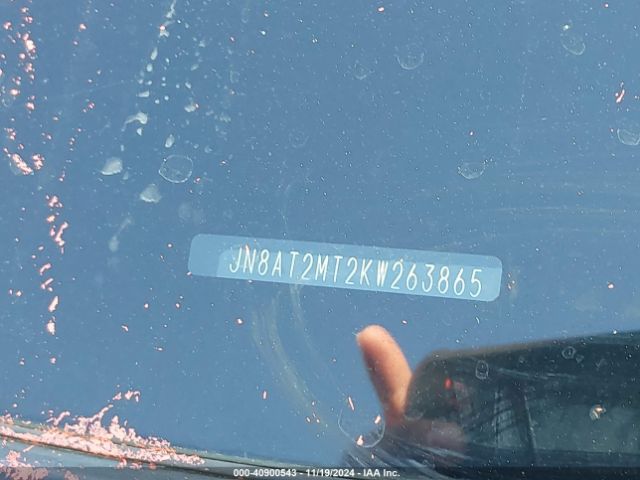 JN8AT2MT2KW263865
000-40900543 - 11/19/2024 - IAA Inc.